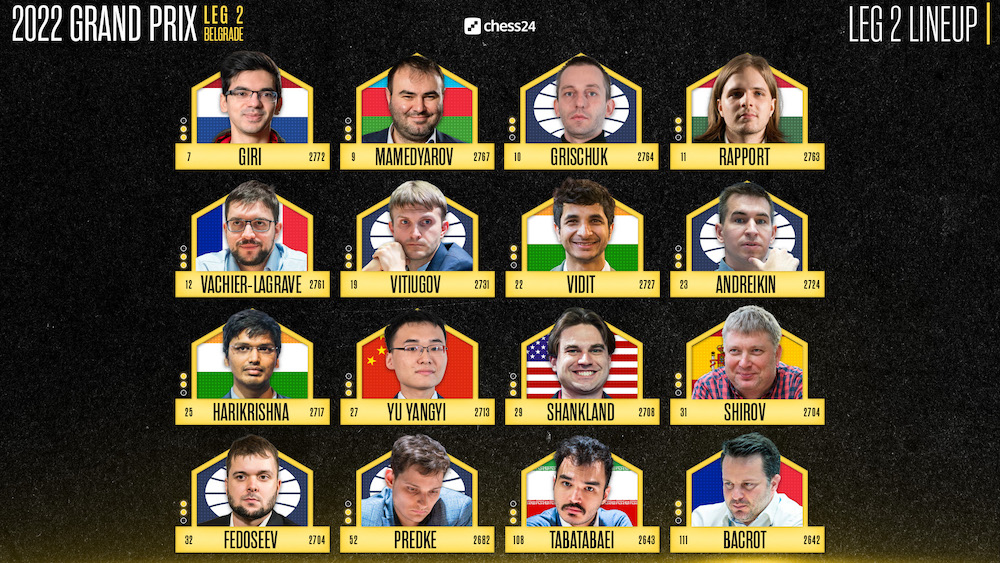 2022 GRAND PRIX
LEG 2
BELGRADE
chess24
LEG 2 LINEUP
7 GIRI 2772
9 MAMEDYAROV 2767
10 GRISCHUK 2764
11 RAPPORT 2763
12 VACHIER-LAGRAVE 2761
19 VITIUGOV 2731
22 VIDIT 2727
23 ANDREIKIN 2724
25 HARIKRISHNA 2717
27 YU YANGYI 2713
29 SHANKLAND 2708
31 SHIROV 2704
32 FEDOSEEV 2704
52 PREDKE 2682
108 TABATABAEI 2643
111 BACROT 2642